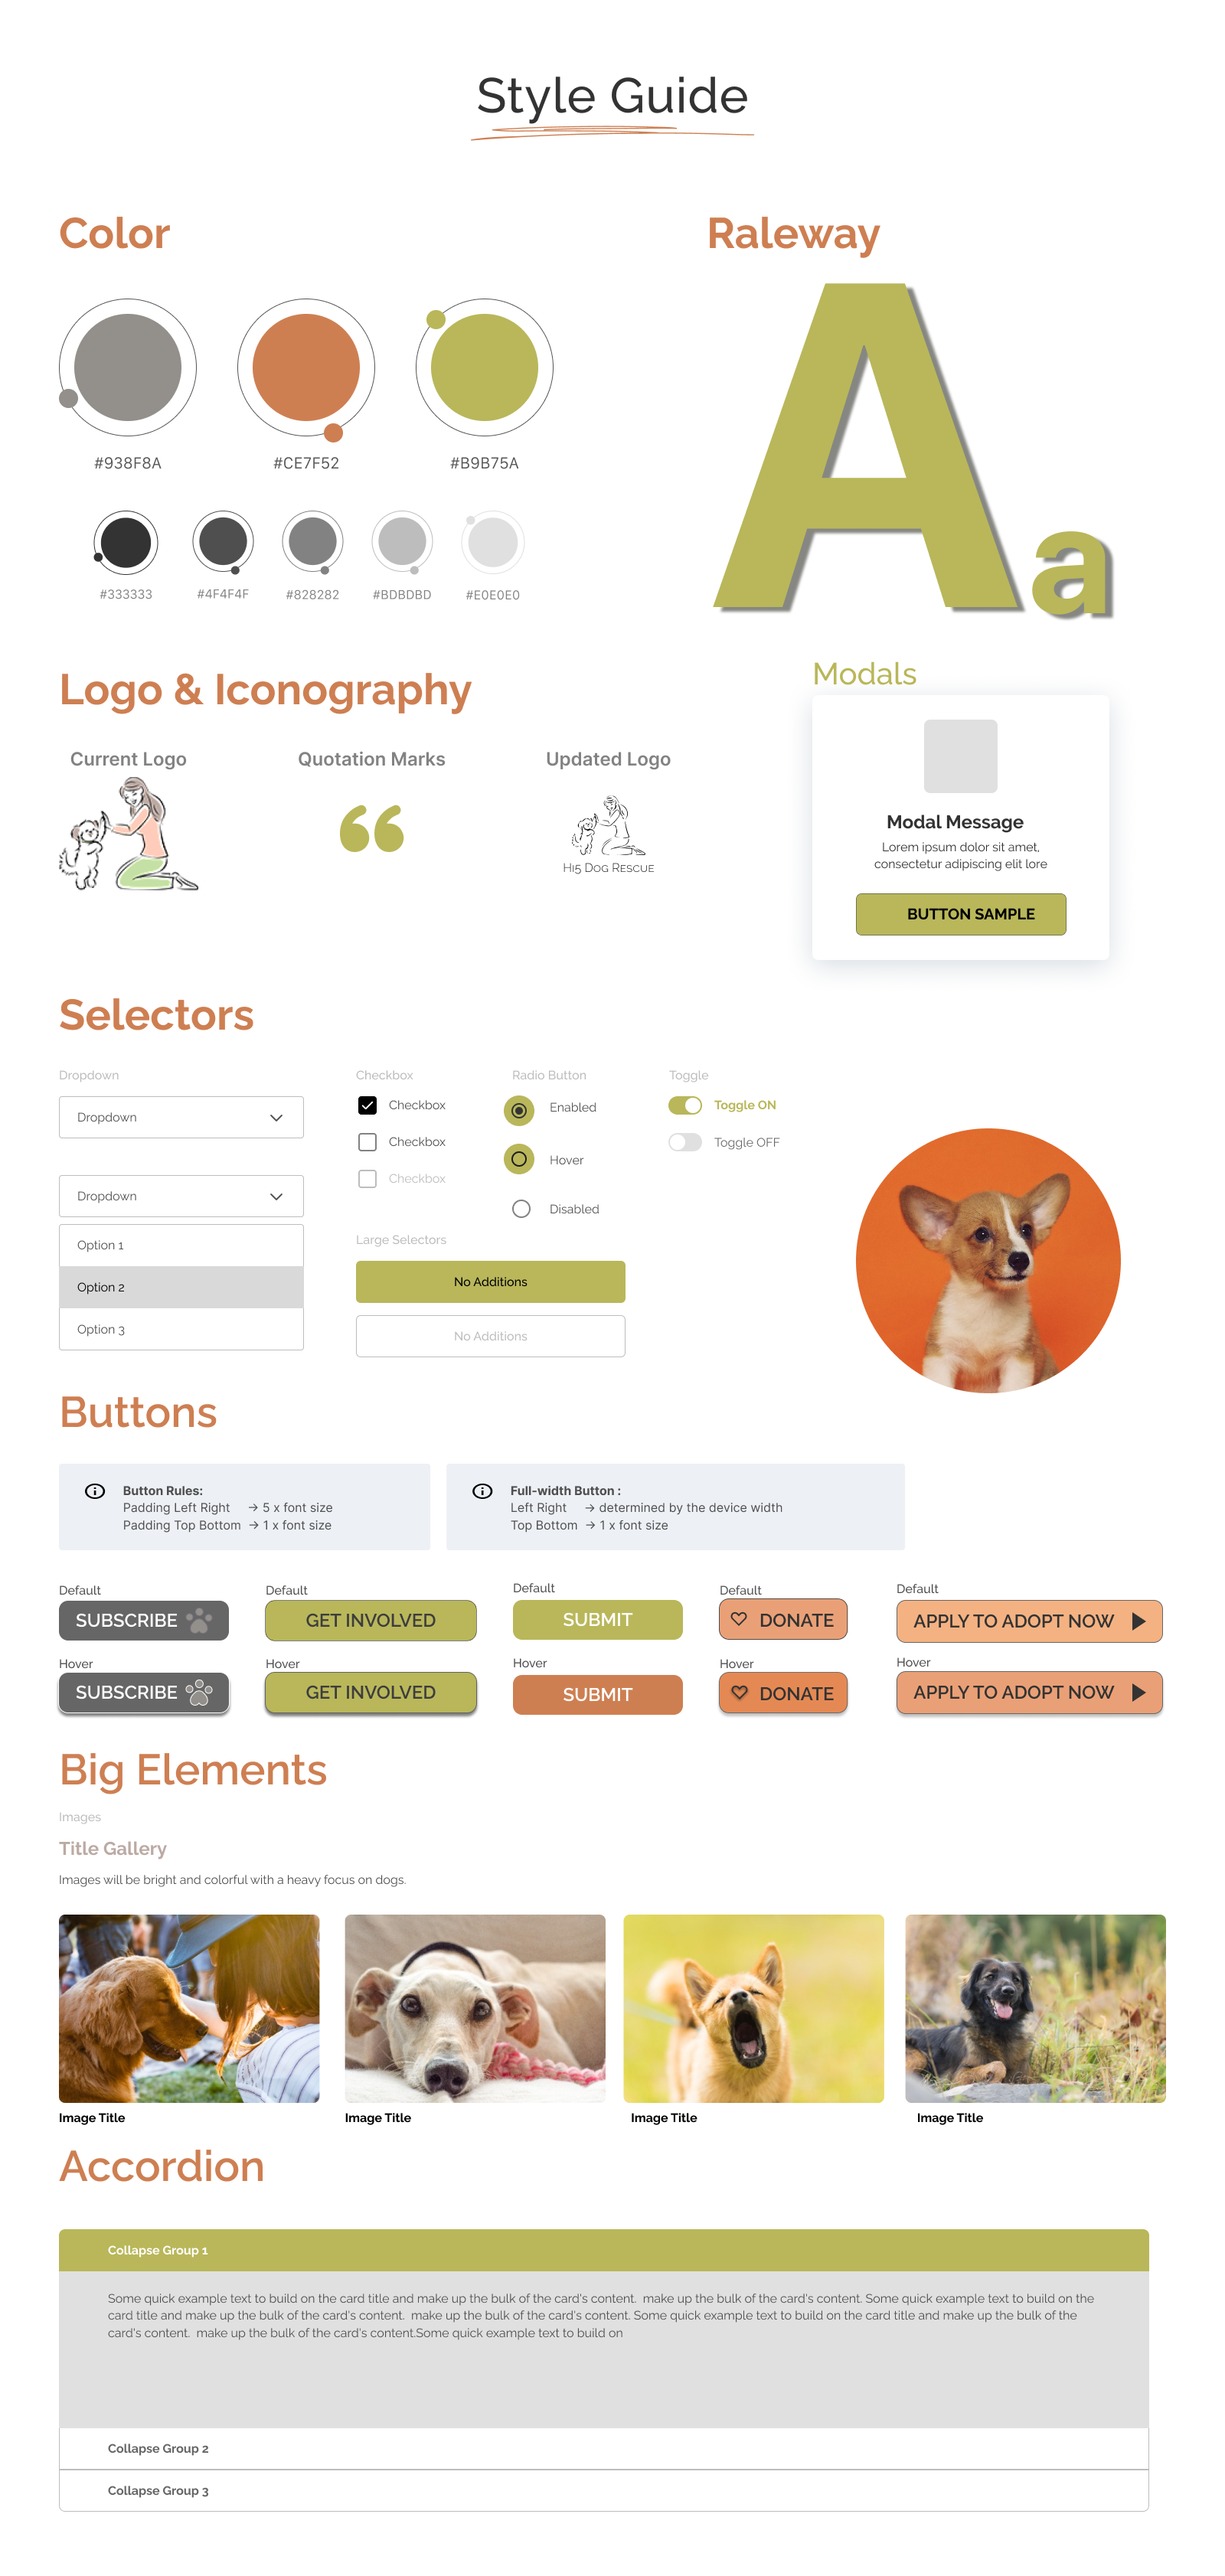 Style Guide
Color
Raleway
Aa
#938F8A
#CE7F52
#B9B75A
#333333
#4F4F4F
#828282
#BDBDBD
#E0E0E0
Logo & Iconography
Current Logo
Quotation Marks
Updated Logo
“
Hi5 Dog Rescue
Modals
Modal Message
Lorem ipsum dolor sit amet,
consectetur adipiscing elit lore
BUTTON SAMPLE
Selectors
Dropdown
Dropdown
Dropdown
Option 1
Option 2
Option 3
Checkbox
Checkbox
Checkbox
Checkbox
Radio Button
Enabled
Hover
Disabled
Toggle
Toggle ON
Toggle OFF
Large Selectors
No Additions
No Additions
Buttons
Button Rules:
Padding Left Right → 5 x font size
Padding Top Bottom → 1 x font size
Full-width Button :
Left Right → determined by the device width
Top Bottom → 1 x font size
Default
SUBSCRIBE
Default
GET INVOLVED
Default
SUBMIT
Default
DONATE
Default
APPLY TO ADOPT NOW
Hover
SUBSCRIBE
Hover
GET INVOLVED
Hover
SUBMIT
Hover
DONATE
Hover
APPLY TO ADOPT NOW
Big Elements
Images
Title Gallery
Images will be bright and colorful with a heavy focus on dogs.
Image Title
Image Title
Image Title
Image Title
Accordion
Collapse Group 1
Some quick example text to build on the card title and make up the bulk of the card's content.  make up the bulk of the card's content. Some quick example text to build on the
card title and make up the bulk of the card's content.  make up the bulk of the card's content. Some quick example text to build on the card title and make up the bulk of the
card's content.  make up the bulk of the card's content.Some quick example text to build on
Collapse Group 2
Collapse Group 3